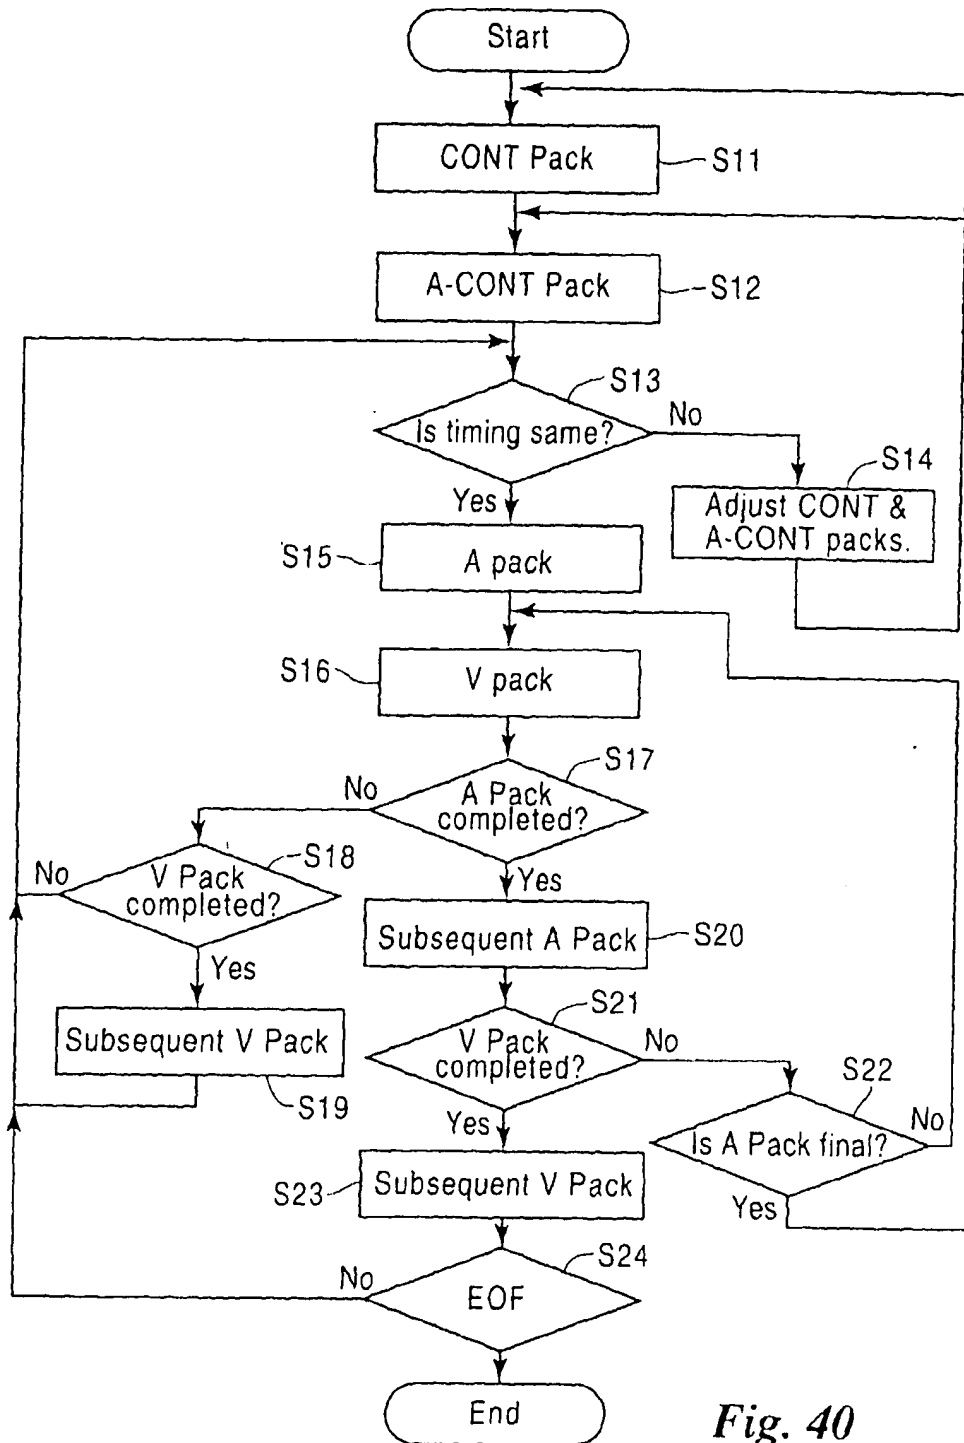 Start
CONT Pack
S11
A-CONT Pack
S12
S13
Is timing same?
No
Yes
S14
Adjust CONT &
A-CONT packs.
S15
A pack
S16
V pack
S17
A Pack
completed?
No
Yes
S18
V Pack
completed?
No
Yes
Subsequent V Pack
S19
Subsequent A Pack
S20
S21
V Pack
completed?
No
Yes
S22
Is A Pack final?
No
Yes
S23
Subsequent V Pack
S24
EOF
No
End
Fig. 40